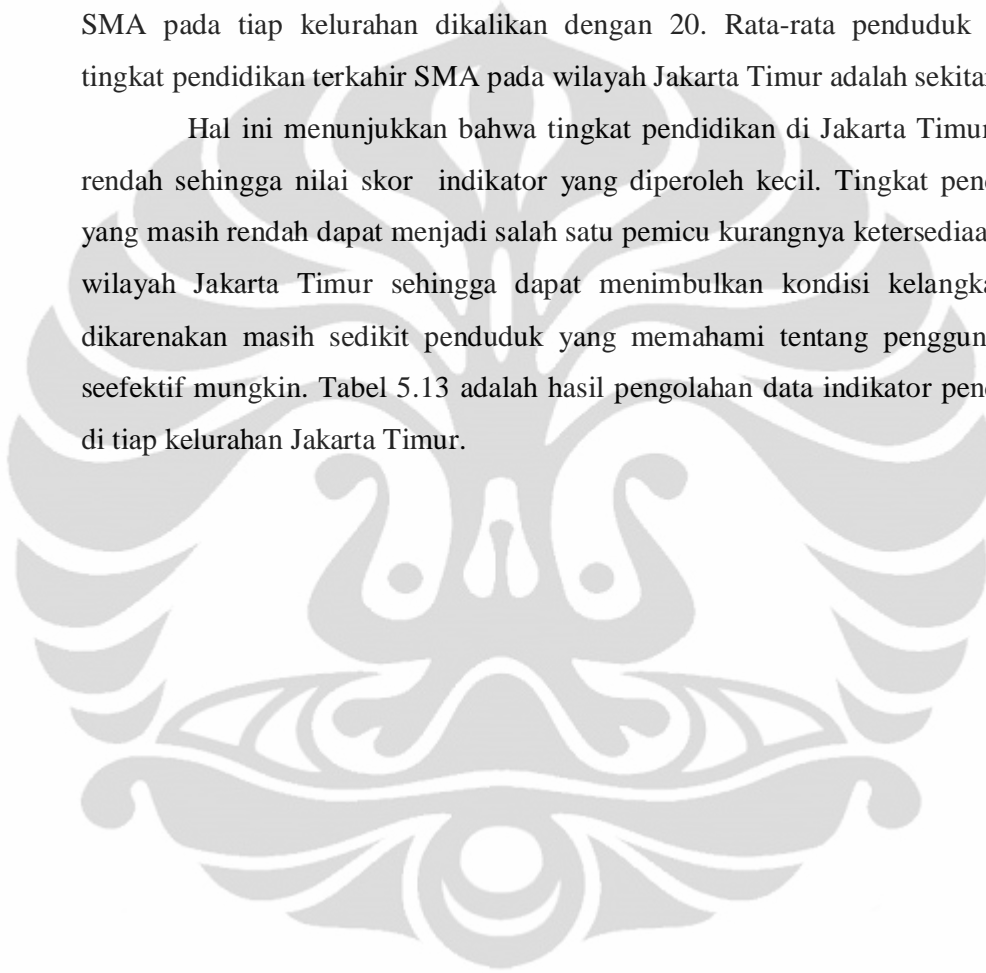 SMA pada tiap kelurahan dikalikan dengan 20. Rata-rata penduduk
tingkat pendidikan terkahir SMA pada wilayah Jakarta Timur adalah sekitar
Hal ini menunjukkan bahwa tingkat pendidikan di Jakarta Timur
rendah sehingga nilai skor indikator yang diperoleh kecil. Tingkat pend
yang masih rendah dapat menjadi salah satu pemicu kurangnya ketersediaa
wilayah Jakarta Timur sehingga dapat menimbulkan kondisi kelangka
dikarenakan masih sedikit penduduk yang memahami tentang penggun
seefektif mungkin. Tabel 5.13 adalah hasil pengolahan data indikator pen
di tiap kelurahan Jakarta Timur.